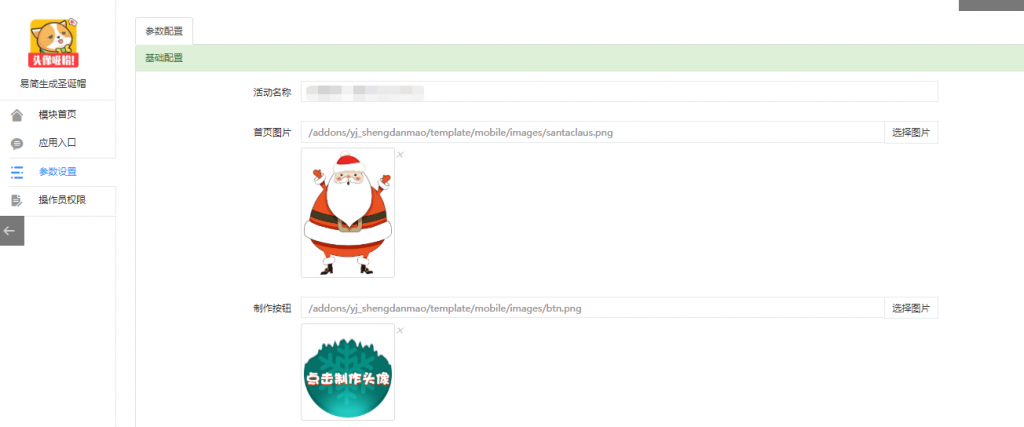 头像啦粉!
易简生成圣诞帽
模块首页
应用入口
参数设置
操作员权限
参数配置
基础配置
活动名称
首页图片
/addons/yj_shengdanmao/template/mobile/images/santaclaus.png
选择图片
×
制作按钮
/addons/yj_shengdanmao/template/mobile/images/btn.png
选择图片
×
点击制作头像